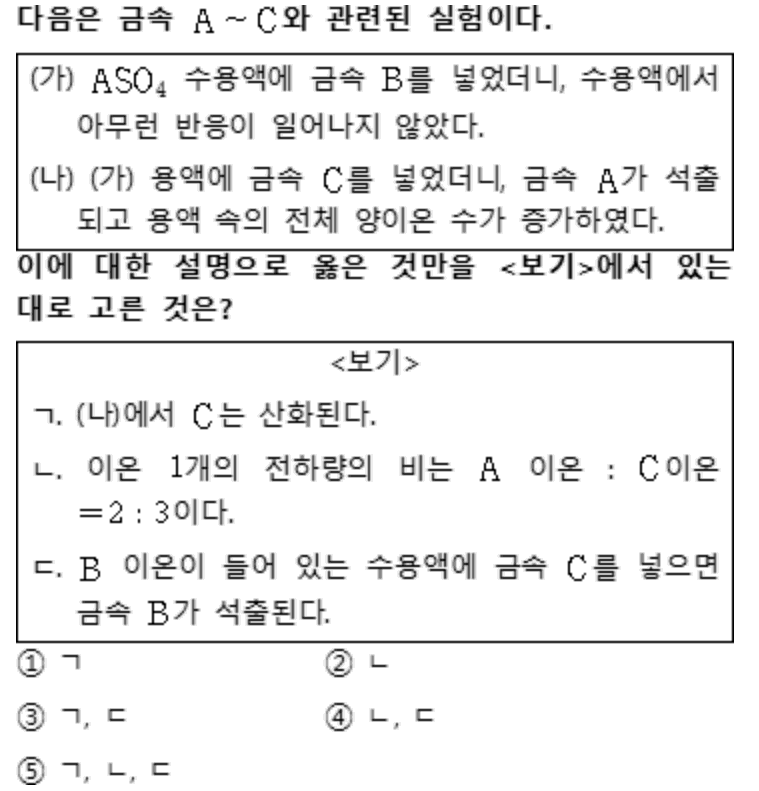 다음은 금속 A～C와 관련된 실험이다.
(가) ASO₄ 수용액에 금속 B를 넣었더니, 수용액에서
아무런 반응이 일어나지 않았다.
(나) (가) 용액에 금속 C를 넣었더니, 금속 A가 석출
되고 용액 속의 전체 양이온 수가 증가하였다.
이에 대한 설명으로 옳은 것만을 <보기>에서 있는
대로 고른 것은?
<보기>
ㄱ. (나)에서 C는 산화된다.
ㄴ. 이온 1개의 전하량의 비는 A 이온 : C이온
=2 : 3이다.
ㄷ. B 이온이 들어 있는 수용액에 금속 C를 넣으면
금속 B가 석출된다.
① ㄱ ② ㄴ
③ ㄱ, ㄷ ④ ㄴ, ㄷ
⑤ ㄱ, ㄴ, ㄷ